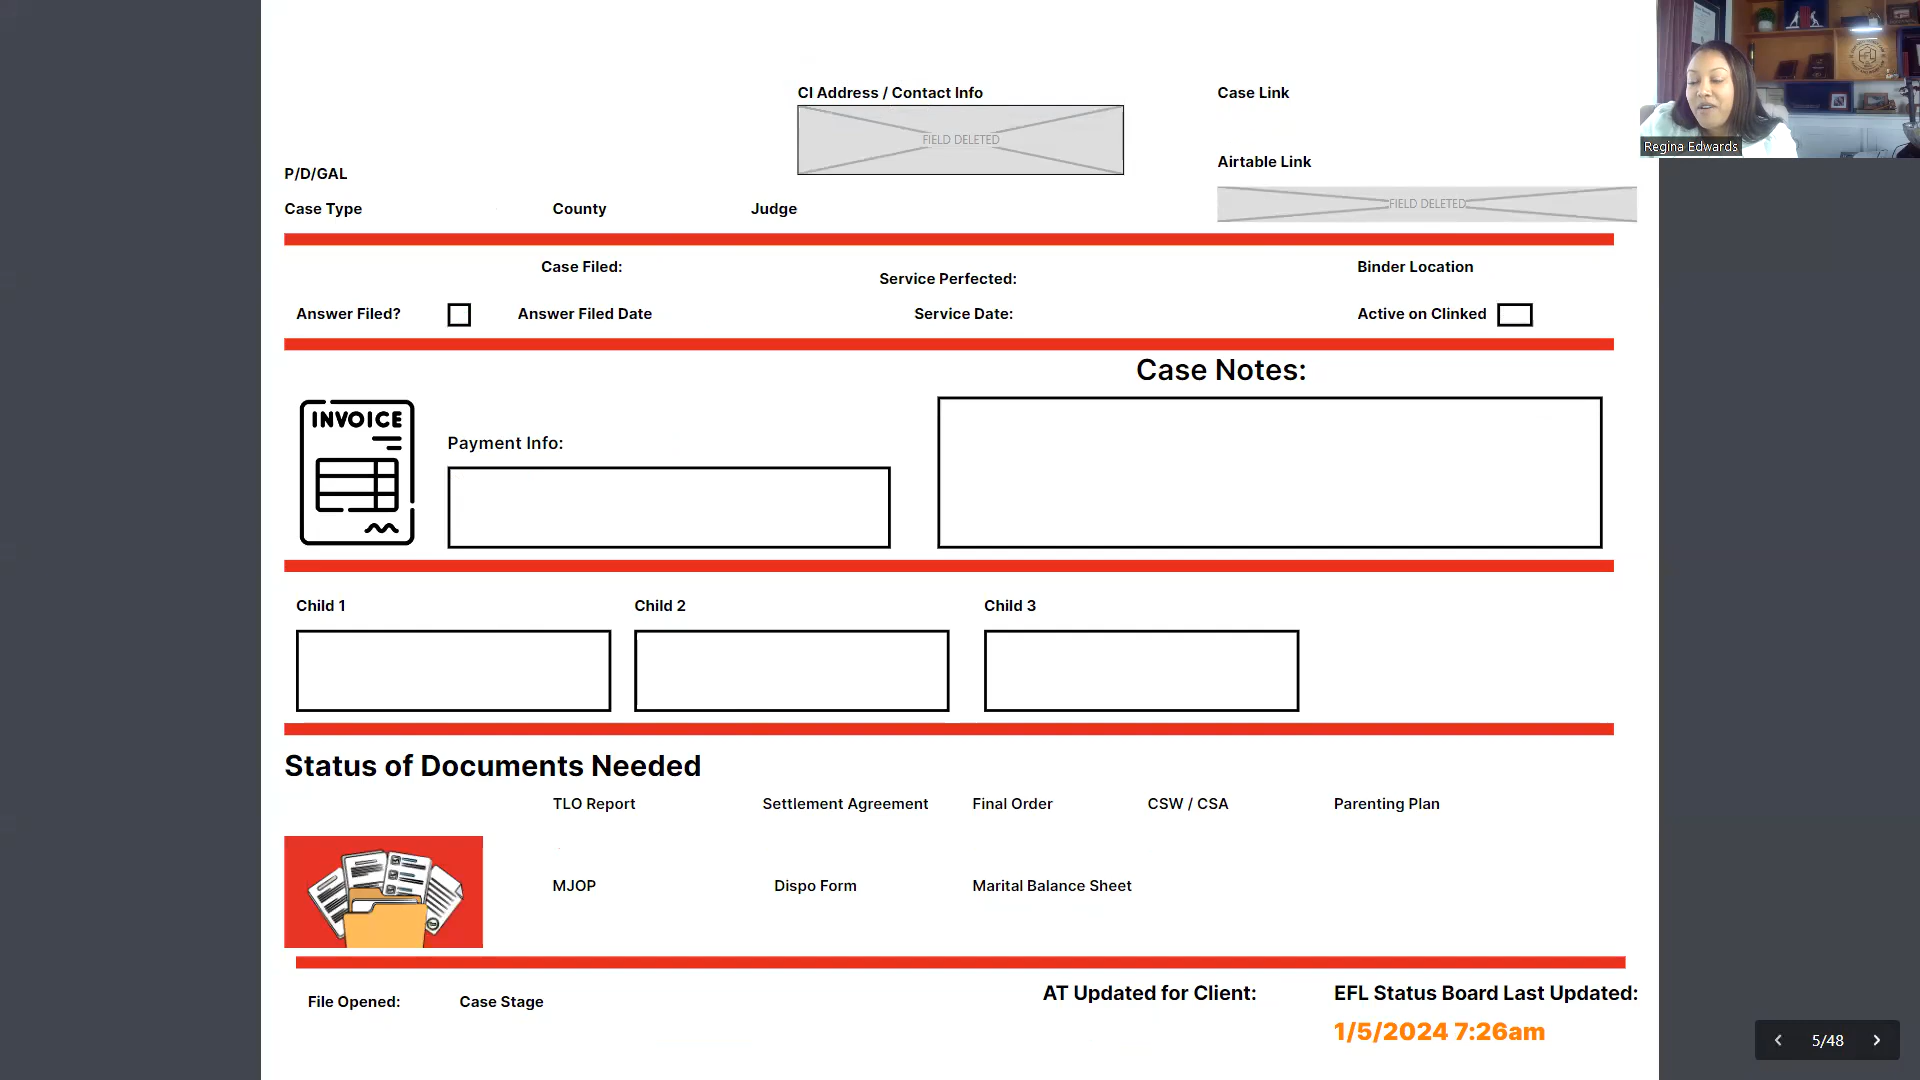 CI Address / Contact Info
Case Link
FIELD DELETED
Airtable Link
P/D/GAL
FIELD DELETED
Case Type
County
Judge
Case Filed:
Service Perfected:
Binder Location
Answer Filed?
Answer Filed Date
Service Date:
Active on Clinked
Case Notes:
INVOICE
Payment Info:
Child 1
Child 2
Child 3
Status of Documents Needed
TLO Report
Settlement Agreement
Final Order
CSW / CSA
Parenting Plan
MJOP
Dispo Form
Marital Balance Sheet
File Opened:
Case Stage
AT Updated for Client:
EFL Status Board Last Updated:
1/5/2024 7:26am
Regina Edwards
5/48